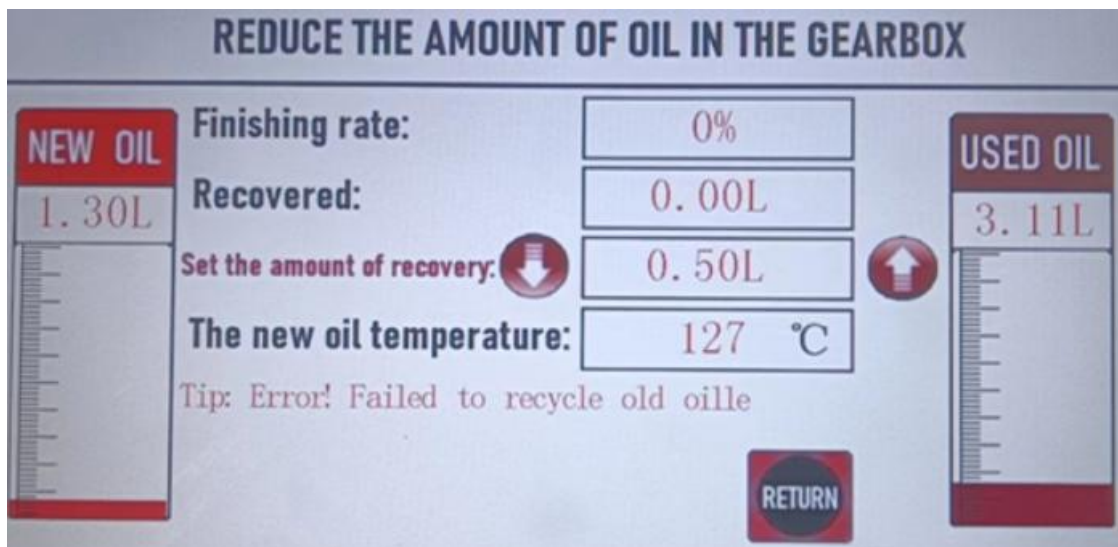 REDUCE THE AMOUNT OF OIL IN THE GEARBOX
NEW OIL
1.30L
Finishing rate: 0%
Recovered: 0.00L
Set the amount of recovery: 0.50L
The new oil temperature: 127 ℃
Tip: Error! Failed to recycle old oille
USED OIL
3.11L
RETURN